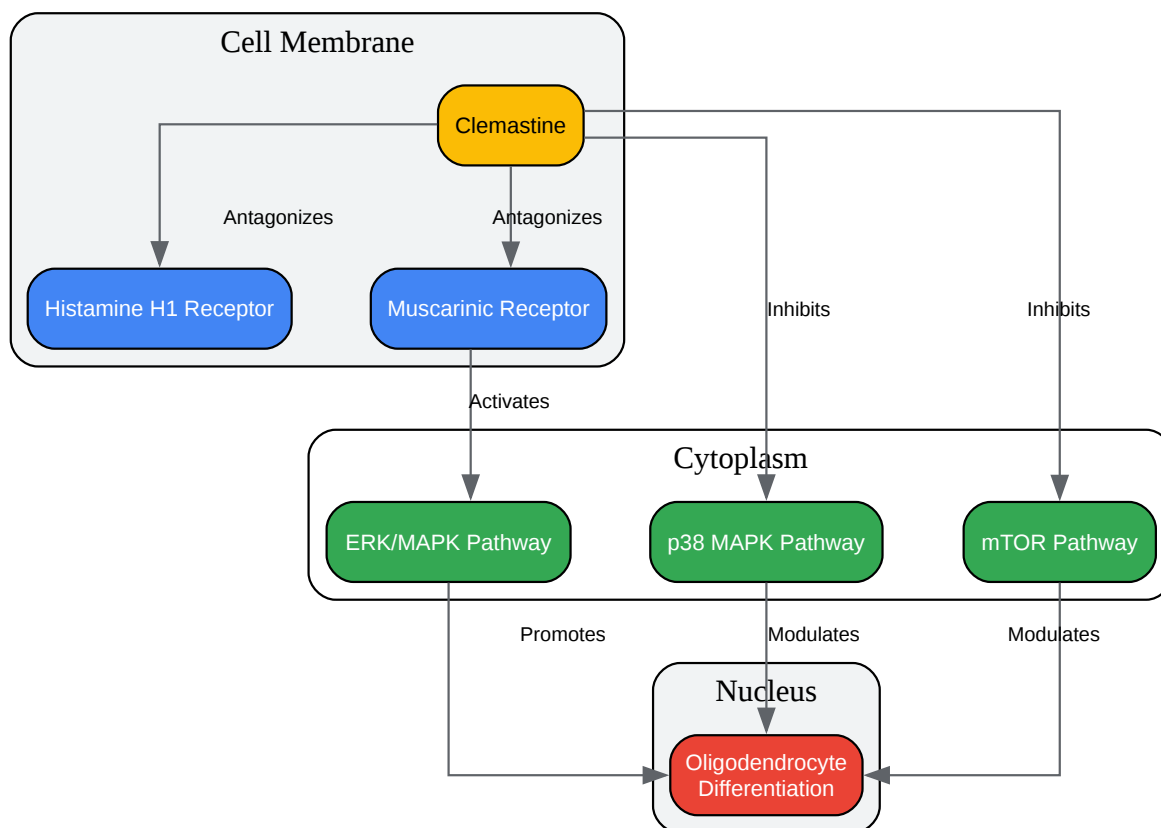 Cell Membrane
Clemastine
Antagonizes
Antagonizes
Histamine H1 Receptor
Muscarinic Receptor
Inhibits
Inhibits
Activates
Cytoplasm
ERK/MAPK Pathway
p38 MAPK Pathway
mTOR Pathway
Promotes
Modulates
Modulates
Nucleus
Oligodendrocyte
Differentiation